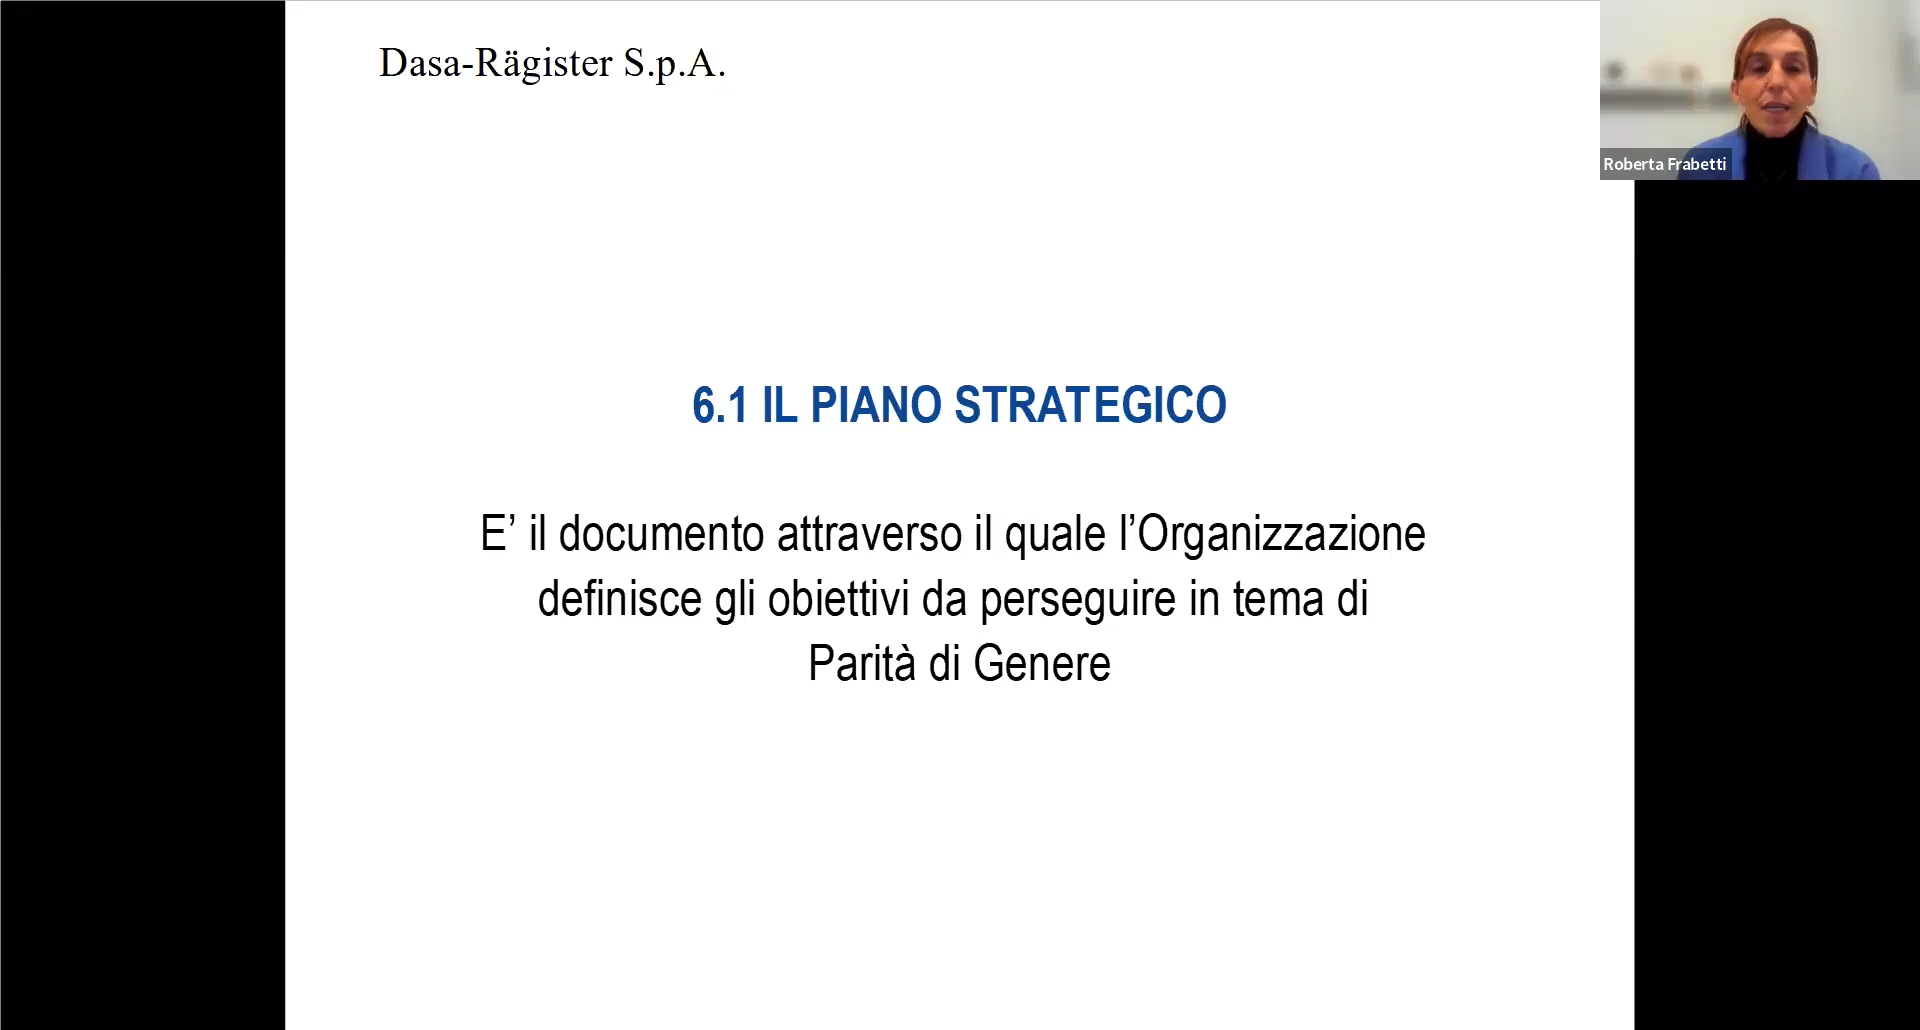 Dasa-Rägister S.p.A.
Roberta Frabetti
6.1 IL PIANO STRATEGICO
E’ il documento attraverso il quale l’Organizzazione
definisce gli obiettivi da perseguire in tema di
Parità di Genere